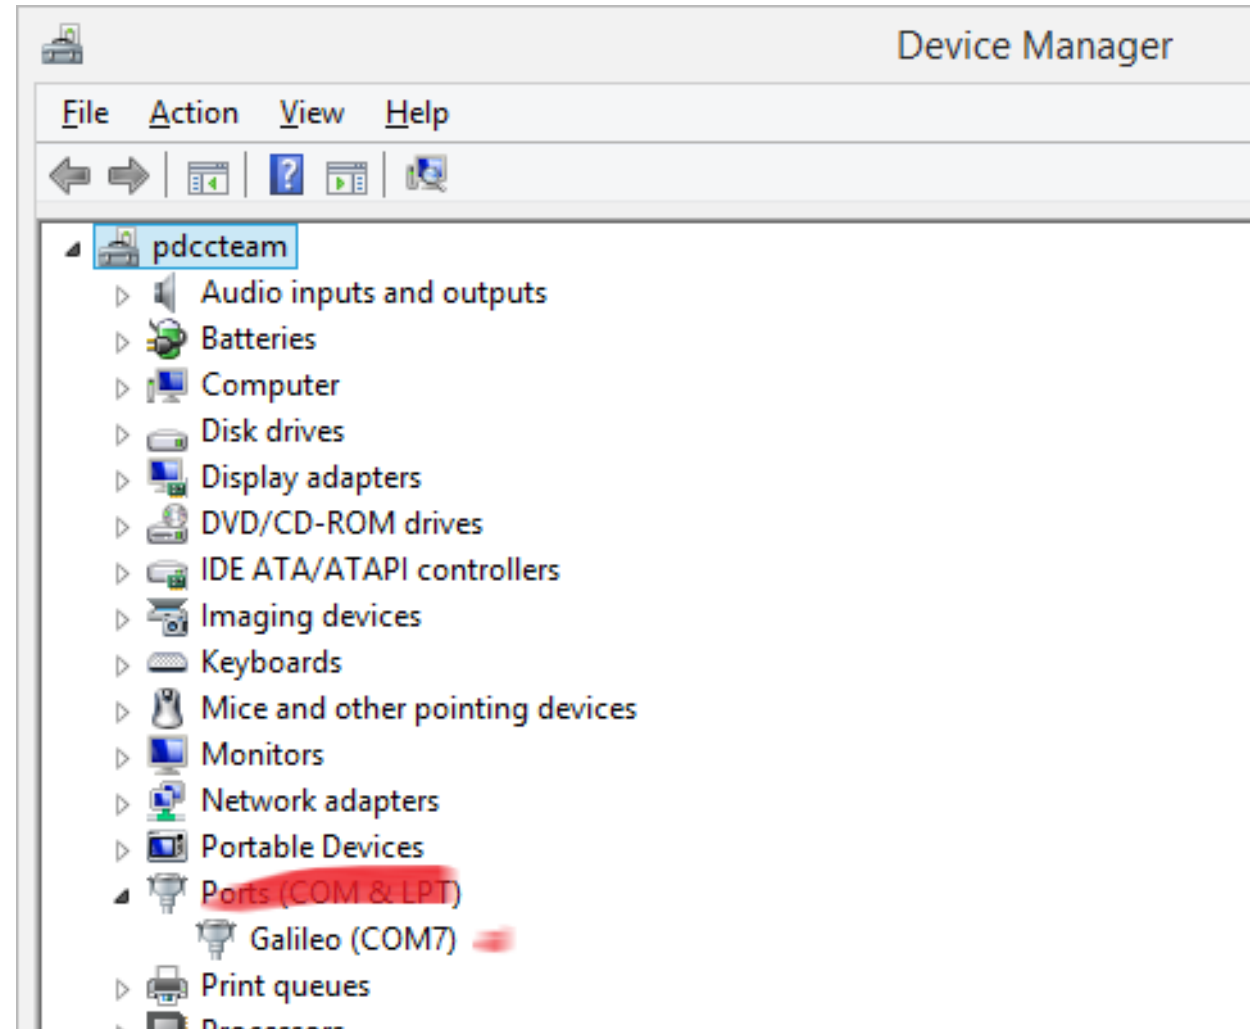 Device Manager
File Action View Help
pdccteam
Audio inputs and outputs
Batteries
Computer
Disk drives
Display adapters
DVD/CD-ROM drives
IDE ATA/ATAPI controllers
Imaging devices
Keyboards
Mice and other pointing devices
Monitors
Network adapters
Portable Devices
Ports (COM & LPT)
Galileo (COM7)
Print queues
Processors